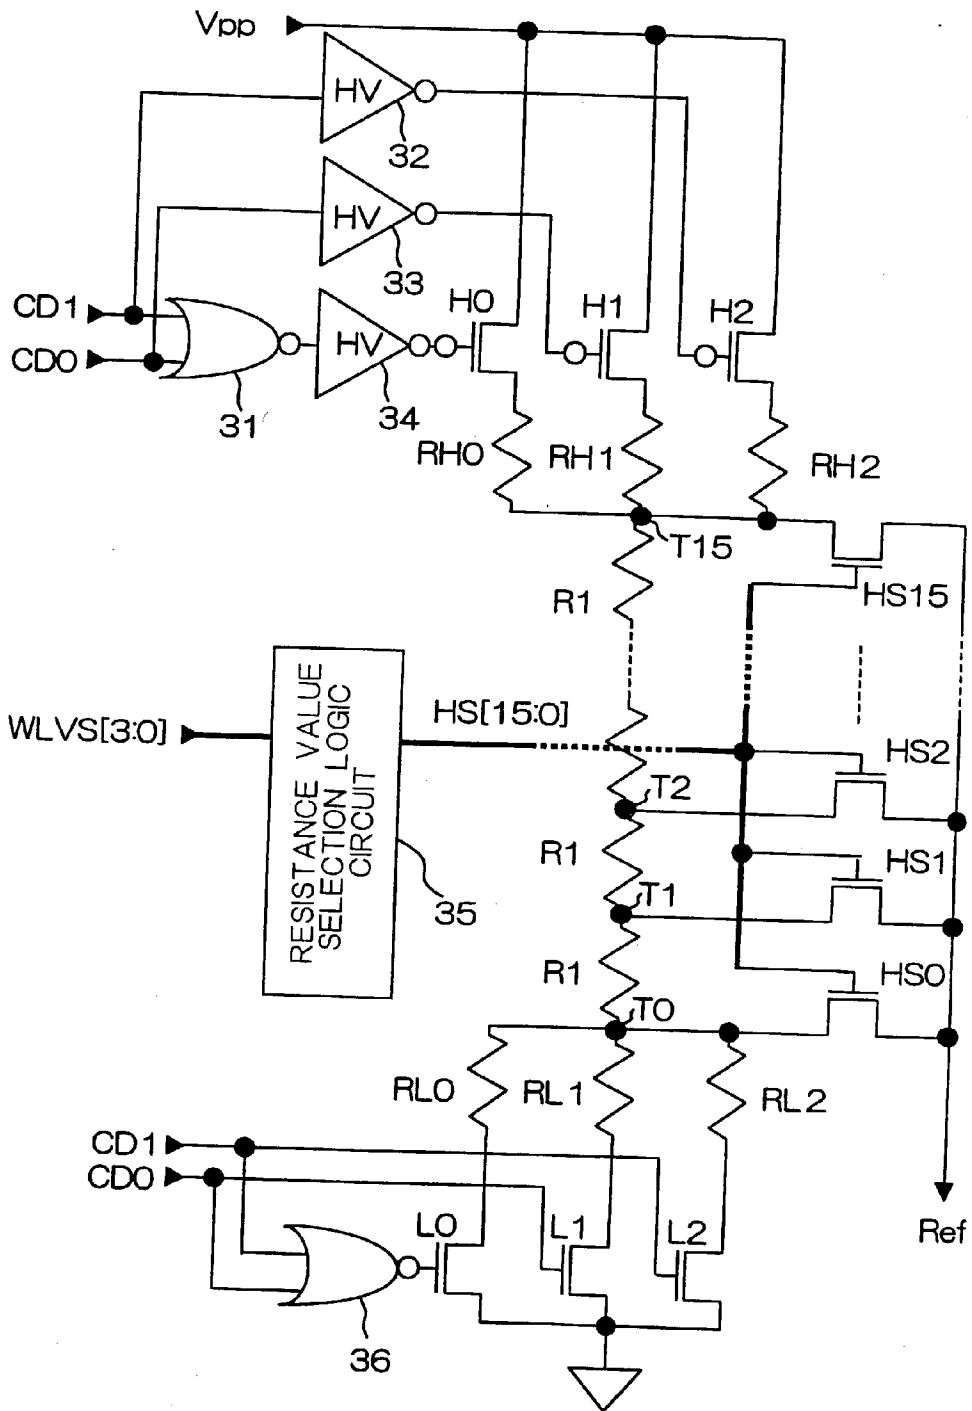 Vpp
HV
32
HV
33
CD1
CD0
31
HV
34
H0
H1
H2
RH0
RH1
RH2
T15
R1
HS15
WLVS[3:0]
RESISTANCE VALUE
SELECTION LOGIC
CIRCUIT
35
HS[15:0]
HS2
T2
R1
HS1
T1
R1
HS0
T0
RL0
RL1
RL2
CD1
CD0
L0
L1
L2
36
Ref